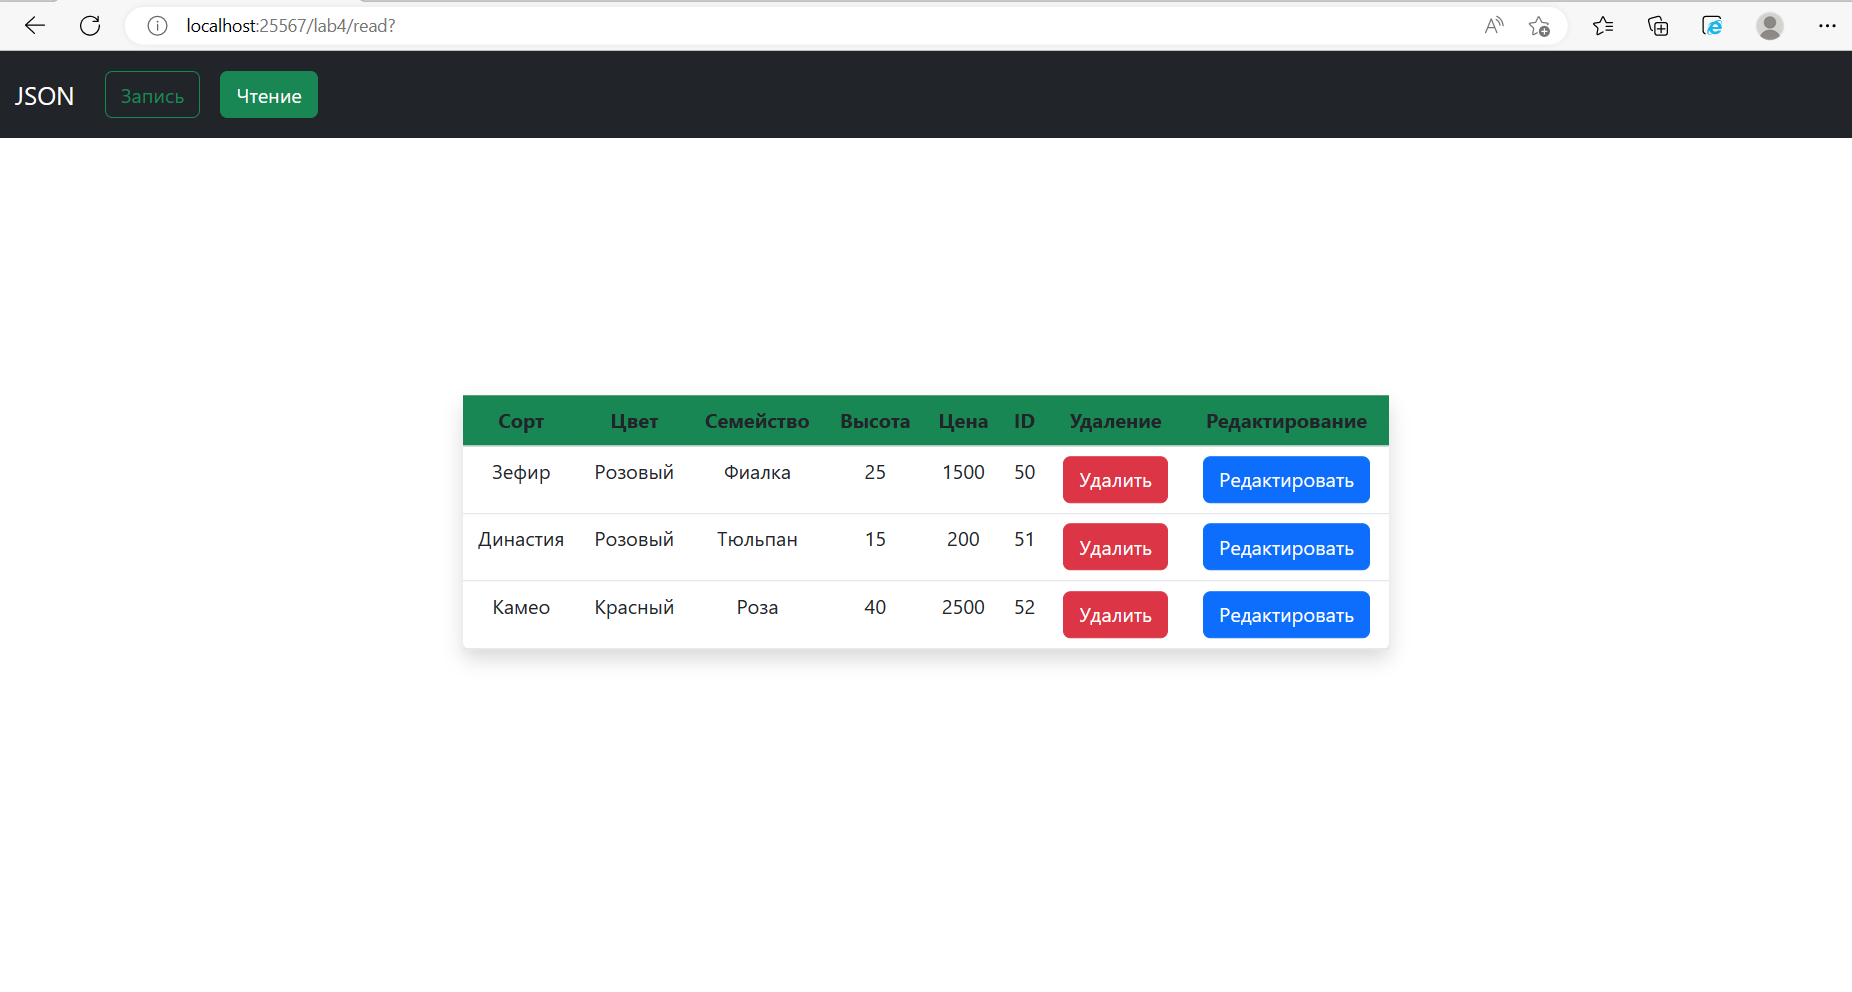 localhost:25567/lab4/read?
JSON Запись Чтение
Сорт Цвет Семейство Высота Цена ID Удаление Редактирование
Зефир Розовый Фиалка 25 1500 50 Удалить Редактировать
Династия Розовый Тюльпан 15 200 51 Удалить Редактировать
Камео Красный Роза 40 2500 52 Удалить Редактировать